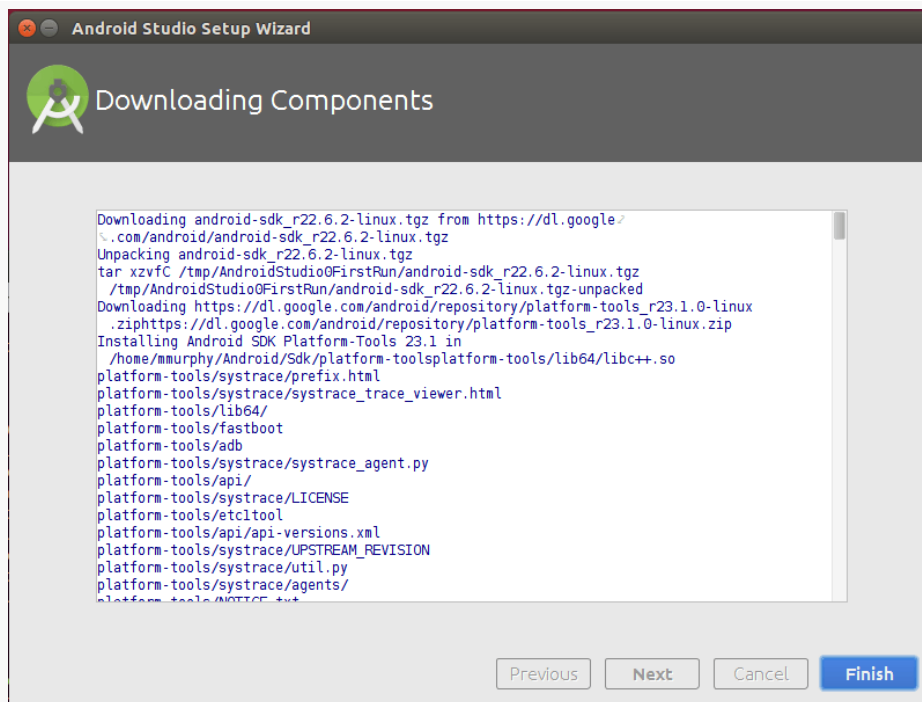 Android Studio Setup Wizard
Downloading Components
Downloading android-sdk_r22.6.2-linux.tgz from https://dl.google
.com/android/android-sdk_r22.6.2-linux.tgz
Unpacking android-sdk_r22.6.2-linux.tgz
tar xzvfC /tmp/AndroidStudio0FirstRun/android-sdk_r22.6.2-linux.tgz
/tmp/AndroidStudio0FirstRun/android-sdk_r22.6.2-linux.tgz-unpacked
Downloading https://dl.google.com/android/repository/platform-tools_r23.1.0-linux
.ziphttps://dl.google.com/android/repository/platform-tools_r23.1.0-linux.zip
Installing Android SDK Platform-Tools 23.1 in
/home/mmurphy/Android/Sdk/platform-toolsplatform-tools/lib64/libc++.so
platform-tools/systrace/prefix.html
platform-tools/systrace/systrace_trace_viewer.html
platform-tools/lib64/
platform-tools/fastboot
platform-tools/adb
platform-tools/systrace/systrace_agent.py
platform-tools/api/
platform-tools/systrace/LICENSE
platform-tools/etc1tool
platform-tools/api/api-versions.xml
platform-tools/systrace/UPSTREAM_REVISION
platform-tools/systrace/util.py
platform-tools/systrace/agents/
platform-tools/NOTICE.txt
Previous Next Cancel Finish